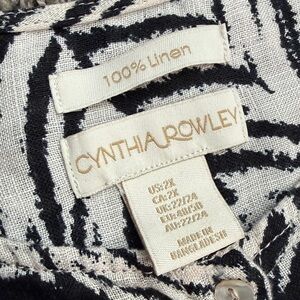 100% Linen
CYNTHIA ROWLEY
US:2X
CA:2X
UK:22/24
EU:48/50
AU:22/24
MADE IN
BANGLADESH